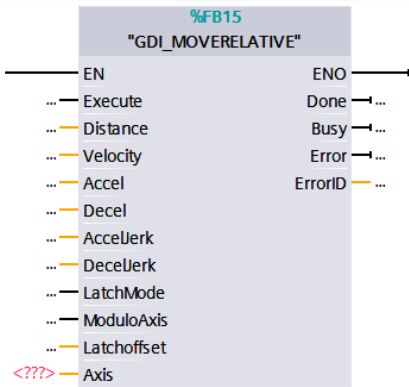 %FB15
"GDI_MOVERELATIVE"
EN ENO
... Execute Done ...
... Distance Busy ...
... Velocity Error ...
... Accel ErrorID ...
... Decel
... AccelJerk
... DecelJerk
... LatchMode
... ModuloAxis
... Latchoffset
<???> Axis